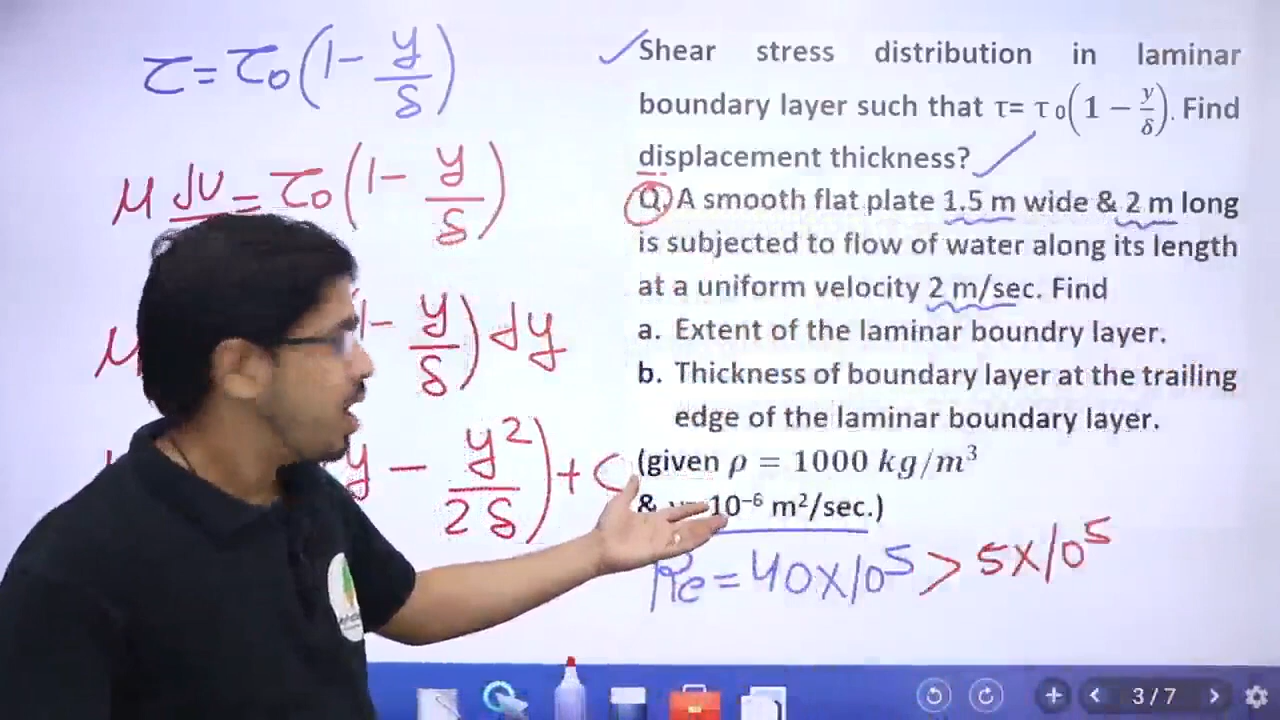 τ = τo(1 - y/δ)
μ du = τo(1 - y/δ)
μ 1 - y/δ) dy
y - y²/2δ) + C
Shear stress distribution in laminar
boundary layer such that τ= τ o(1 − y/δ). Find
displacement thickness?
Q. A smooth flat plate 1.5 m wide & 2 m long
is subjected to flow of water along its length
at a uniform velocity 2 m/sec. Find
a. Extent of the laminar boundry layer.
b. Thickness of boundary layer at the trailing
edge of the laminar boundary layer.
(given ρ = 1000 kg/m³
& 10⁻⁶ m²/sec.)
Re = 40×10⁵ > 5×10⁵
3 / 7